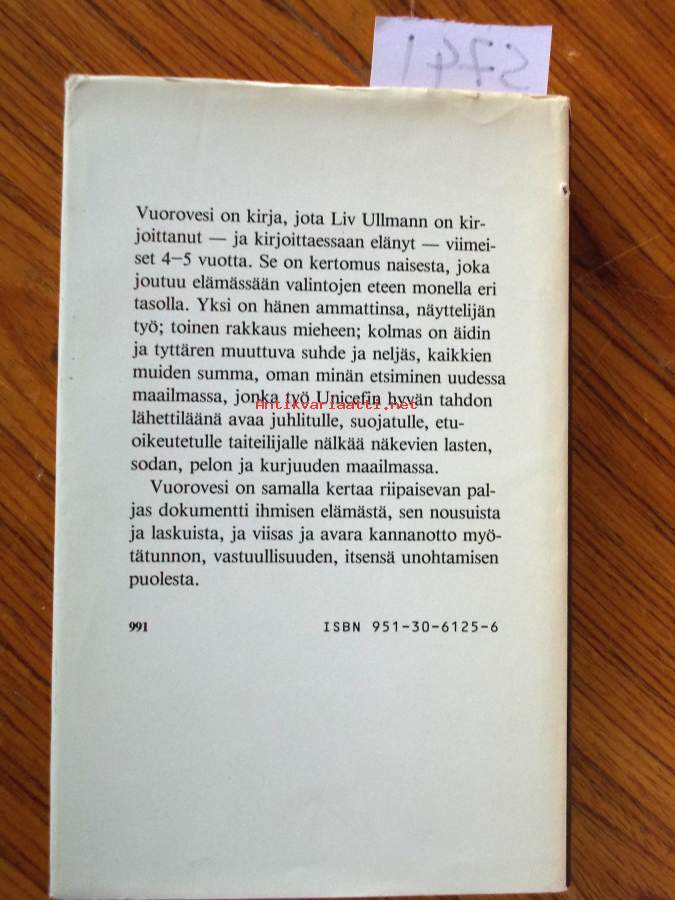 5741
Vuorovesi on kirja, jota Liv Ullmann on kir-
joittanut — ja kirjoittaessaan elänyt — viimei-
set 4–5 vuotta. Se on kertomus naisesta, joka
joutuu elämässään valintojen eteen monella eri
tasolla. Yksi on hänen ammattinsa, näyttelijän
työ; toinen rakkaus mieheen; kolmas on äidin
ja tyttären muuttuva suhde ja neljäs, kaikkien
muiden summa, oman minän etsiminen uudessa
maailmassa, jonka työ Unicefin hyvän tahdon
Antikvariaatti.net
lähettiläänä avaa juhlitulle, suojatulle, etu-
oikeutetulle taiteilijalle nälkää näkevien lasten,
sodan, pelon ja kurjuuden maailmassa.
Vuorovesi on samalla kertaa riipaisevan pal-
jas dokumentti ihmisen elämästä, sen nousuista
ja laskuista, ja viisas ja avara kannanotto myö-
tätunnon, vastuullisuuden, itsensä unohtamisen
puolesta.
991 ISBN 951-30-6125-6